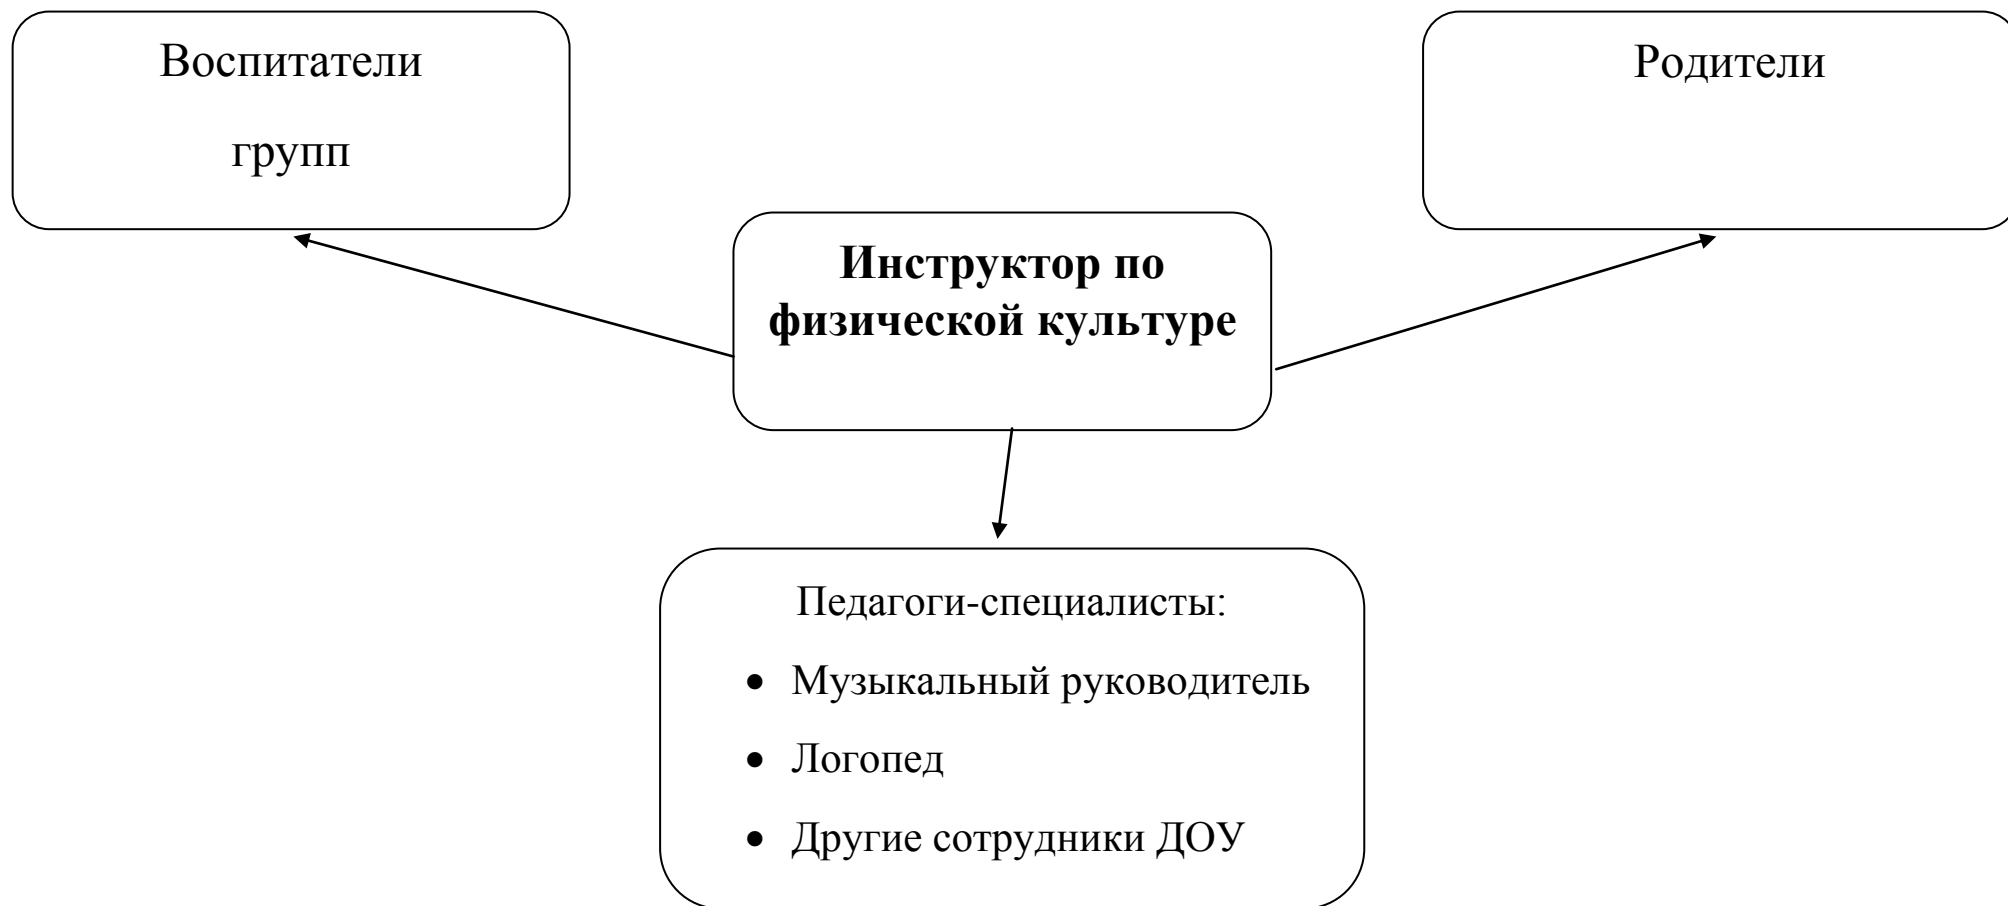 Воспитатели
групп
Родители
Инструктор по
физической культуре
Педагоги-специалисты:
• Музыкальный руководитель
• Логопед
• Другие сотрудники ДОУ